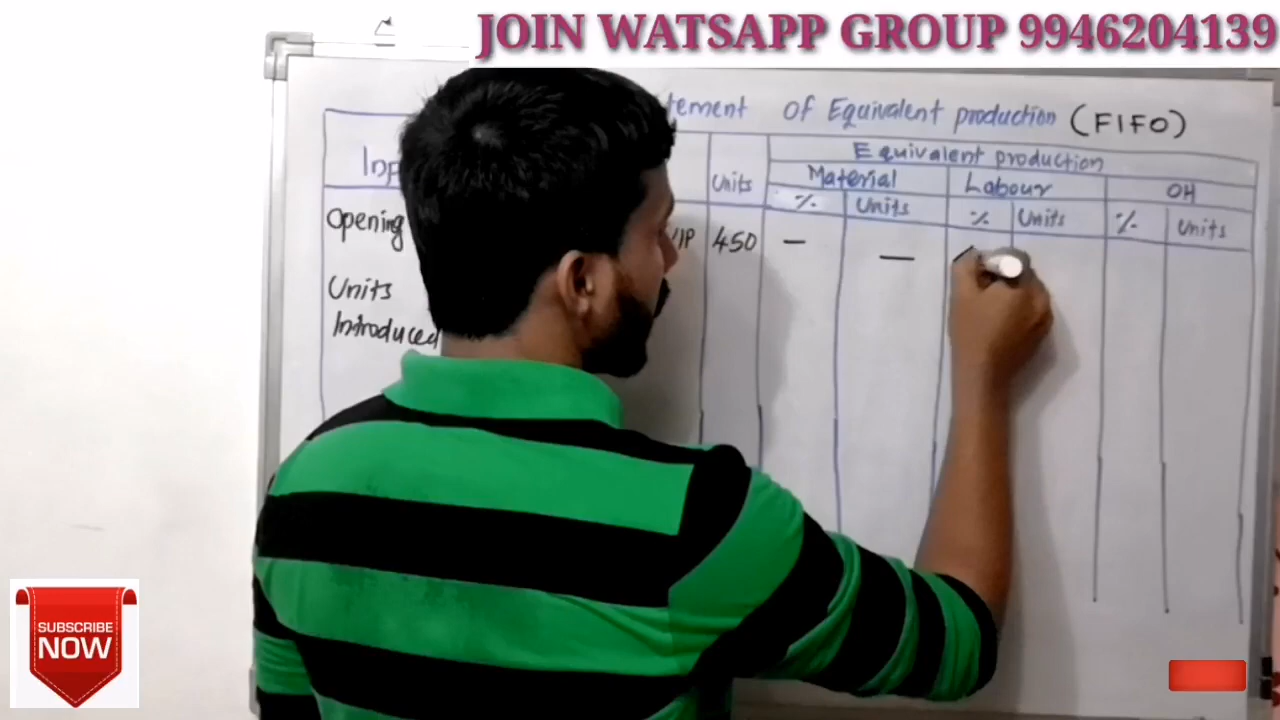 JOIN WATSAPP GROUP 9946204139
Of Equivalent production (FIFO)
Equivalent production
Units Material Labour OH
% Units % Units % Units
Opening 450 — —
Units
Introduced
SUBSCRIBE
NOW